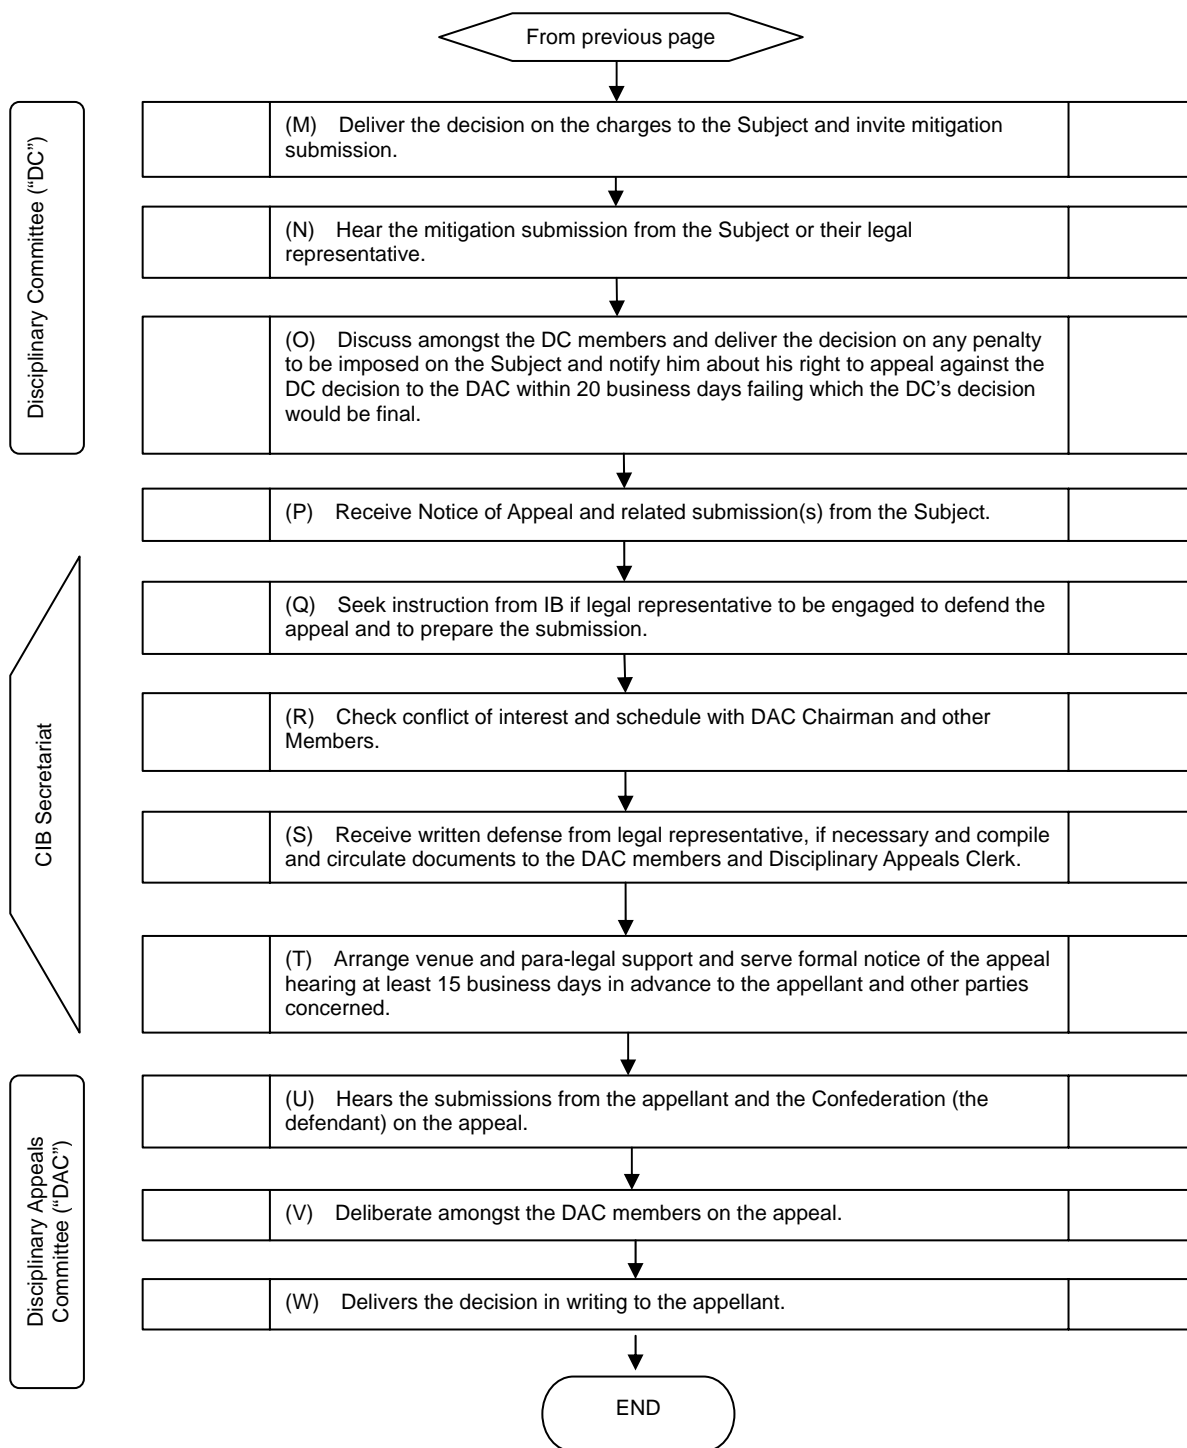 From previous page
Disciplinary Committee (“DC”)
(M) Deliver the decision on the charges to the Subject and invite mitigation
submission.
(N) Hear the mitigation submission from the Subject or their legal
representative.
(O) Discuss amongst the DC members and deliver the decision on any penalty
to be imposed on the Subject and notify him about his right to appeal against the
DC decision to the DAC within 20 business days failing which the DC’s decision
would be final.
(P) Receive Notice of Appeal and related submission(s) from the Subject.
CIB Secretariat
(Q) Seek instruction from IB if legal representative to be engaged to defend the
appeal and to prepare the submission.
(R) Check conflict of interest and schedule with DAC Chairman and other
Members.
(S) Receive written defense from legal representative, if necessary and compile
and circulate documents to the DAC members and Disciplinary Appeals Clerk.
(T) Arrange venue and para-legal support and serve formal notice of the appeal
hearing at least 15 business days in advance to the appellant and other parties
concerned.
Disciplinary Appeals
Committee (“DAC”)
(U) Hears the submissions from the appellant and the Confederation (the
defendant) on the appeal.
(V) Deliberate amongst the DAC members on the appeal.
(W) Delivers the decision in writing to the appellant.
END